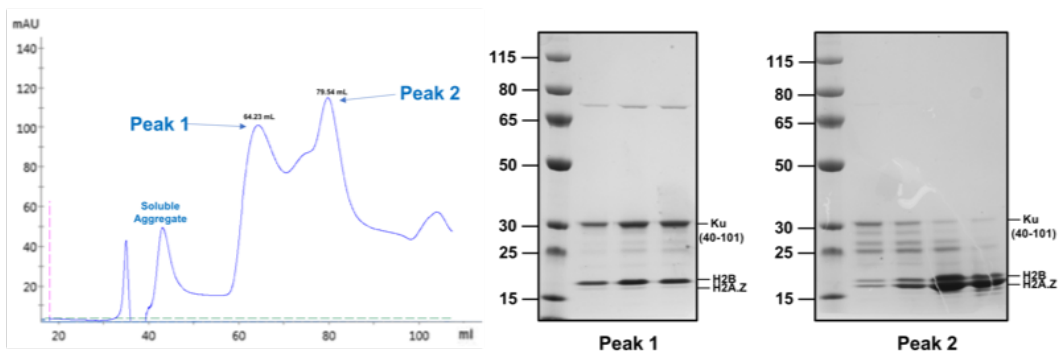 mAU
140
120
100
80
60
40
20
0
20
40
60
80
100
ml
Soluble
Aggregate
Peak 1
64.23 mL
79.54 mL
Peak 2
115
80
65
50
30
25
15
Ku
(40-101)
H2B
H2A.Z
Peak 1
115
80
65
50
30
25
15
Ku
(40-101)
H2B
H2A.Z
Peak 2